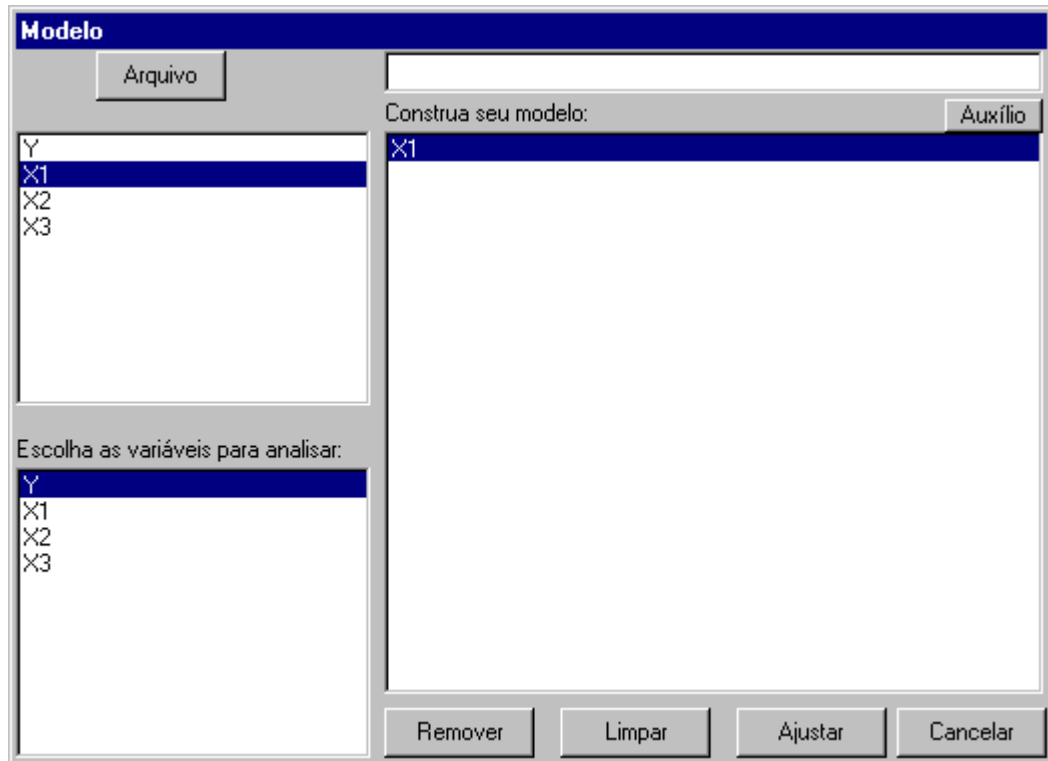 Modelo
Arquivo
Construa seu modelo:
Auxílio
Y
X1
X2
X3
X1
Escolha as variáveis para analisar:
Y
X1
X2
X3
Remover
Limpar
Ajustar
Cancelar